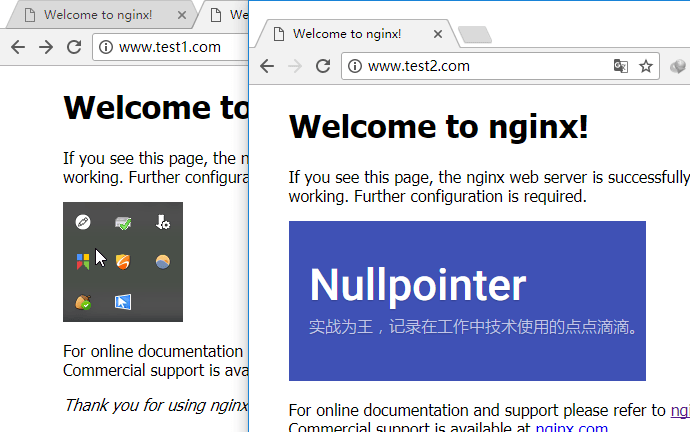 Welcome to nginx!
We
www.test1.com
Welcome to
If you see this page, the n
working. Further configura
For online documentation
Commercial support is ava
Thank you for using nginx
Welcome to nginx!
www.test2.com
Welcome to nginx!
If you see this page, the nginx web server is successfully
working. Further configuration is required.
Nullpointer
实战为王，记录在工作中技术使用的点点滴滴。
For online documentation and support please refer to ngi
Commercial support is available at nginx.com.